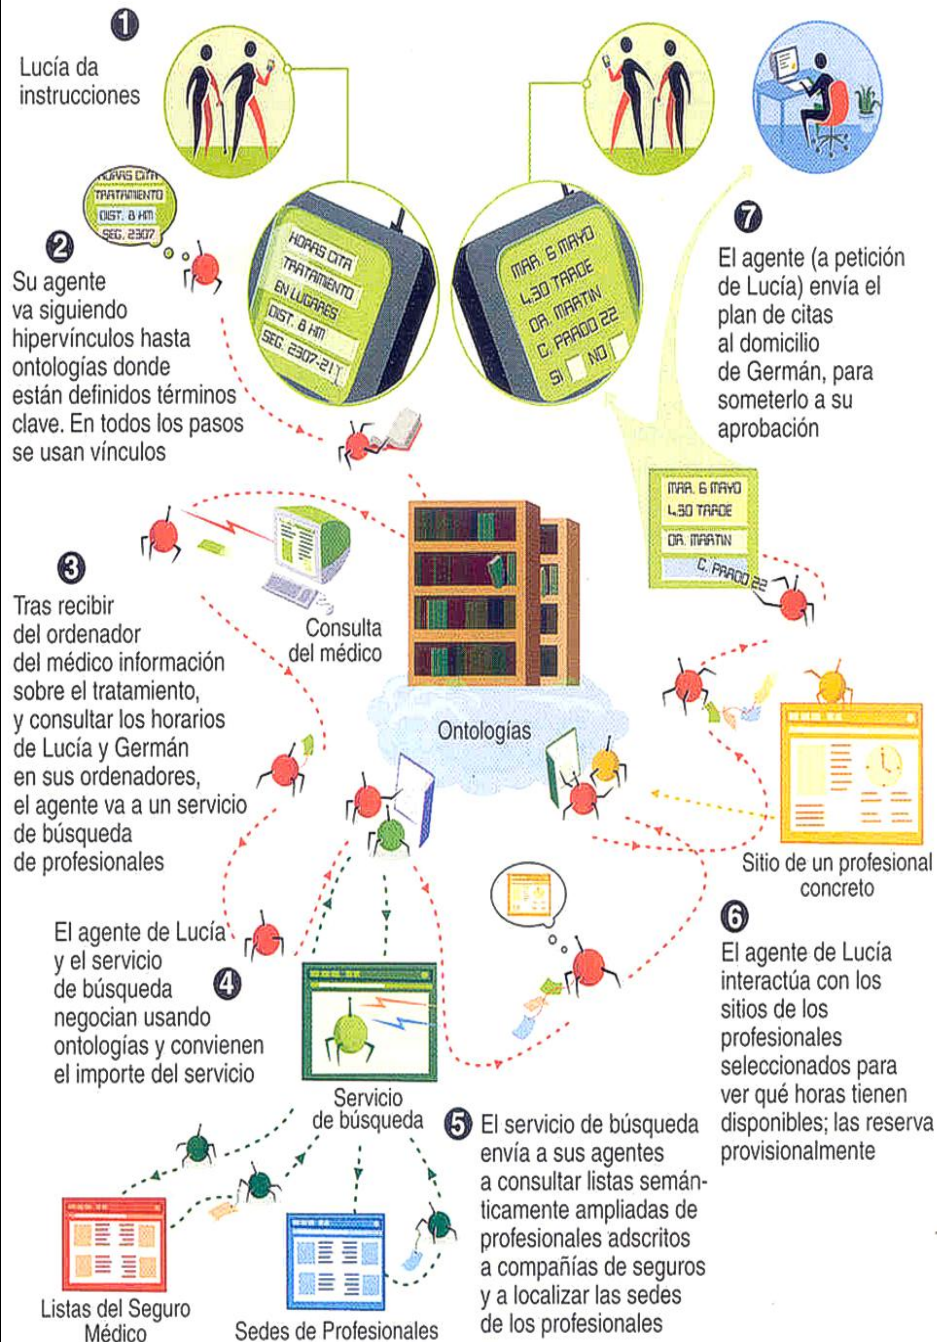 1
Lucía da
instrucciones
HORAS CITA
TRATAMIENTO
DIST. 8 KM
SEG. 2307
HORAS CITA
TRATAMIENTO
EN LUGARES
DIST. 8 KM
SEG. 2307-21
MAR. 6 MAYO
4,30 TARDE
DR. MARTIN
C. PRADO 22
SI NO
2
Su agente
va siguiendo
hipervínculos hasta
ontologías donde
están definidos términos
clave. En todos los pasos
se usan vínculos
7
El agente (a petición
de Lucía) envía el
plan de citas
al domicilio
de Germán, para
someterlo a su
aprobación
MAR. 6 MAYO
4,30 TARDE
DR. MARTIN
C. PRADO 22
3
Tras recibir
del ordenador
del médico información
sobre el tratamiento,
y consultar los horarios
de Lucía y Germán
en sus ordenadores,
el agente va a un servicio
de búsqueda
de profesionales
Consulta
del médico
Ontologías
Sitio de un profesional
concreto
4
El agente de Lucía
y el servicio
de búsqueda
negocian usando
ontologías y convienen
el importe del servicio
Servicio
de búsqueda
5
El servicio de búsqueda
envía a sus agentes
a consultar listas semán-
ticamente ampliadas de
profesionales adscritos
a compañías de seguros
y a localizar las sedes
de los profesionales
6
El agente de Lucía
interactúa con los
sitios de los
profesionales
seleccionados para
ver qué horas tienen
disponibles; las reserva
provisionalmente
Listas del Seguro
Médico
Sedes de Profesionales